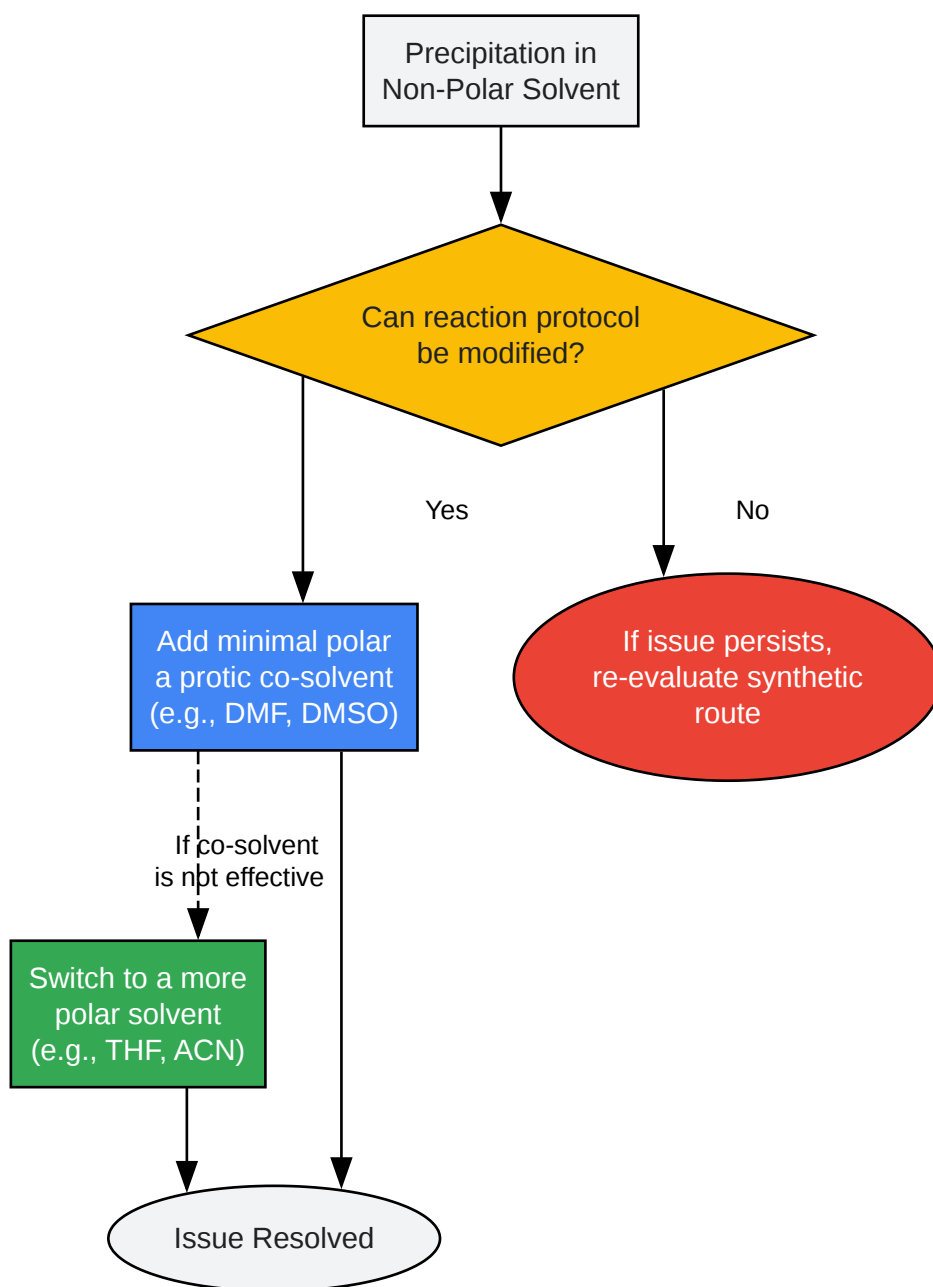 Precipitation in
Non-Polar Solvent
Can reaction protocol
be modified?
Yes
No
Add minimal polar
a protic co-solvent
(e.g., DMF, DMSO)
If issue persists,
re-evaluate synthetic
route
If co-solvent
is not effective
Switch to a more
polar solvent
(e.g., THF, ACN)
Issue Resolved